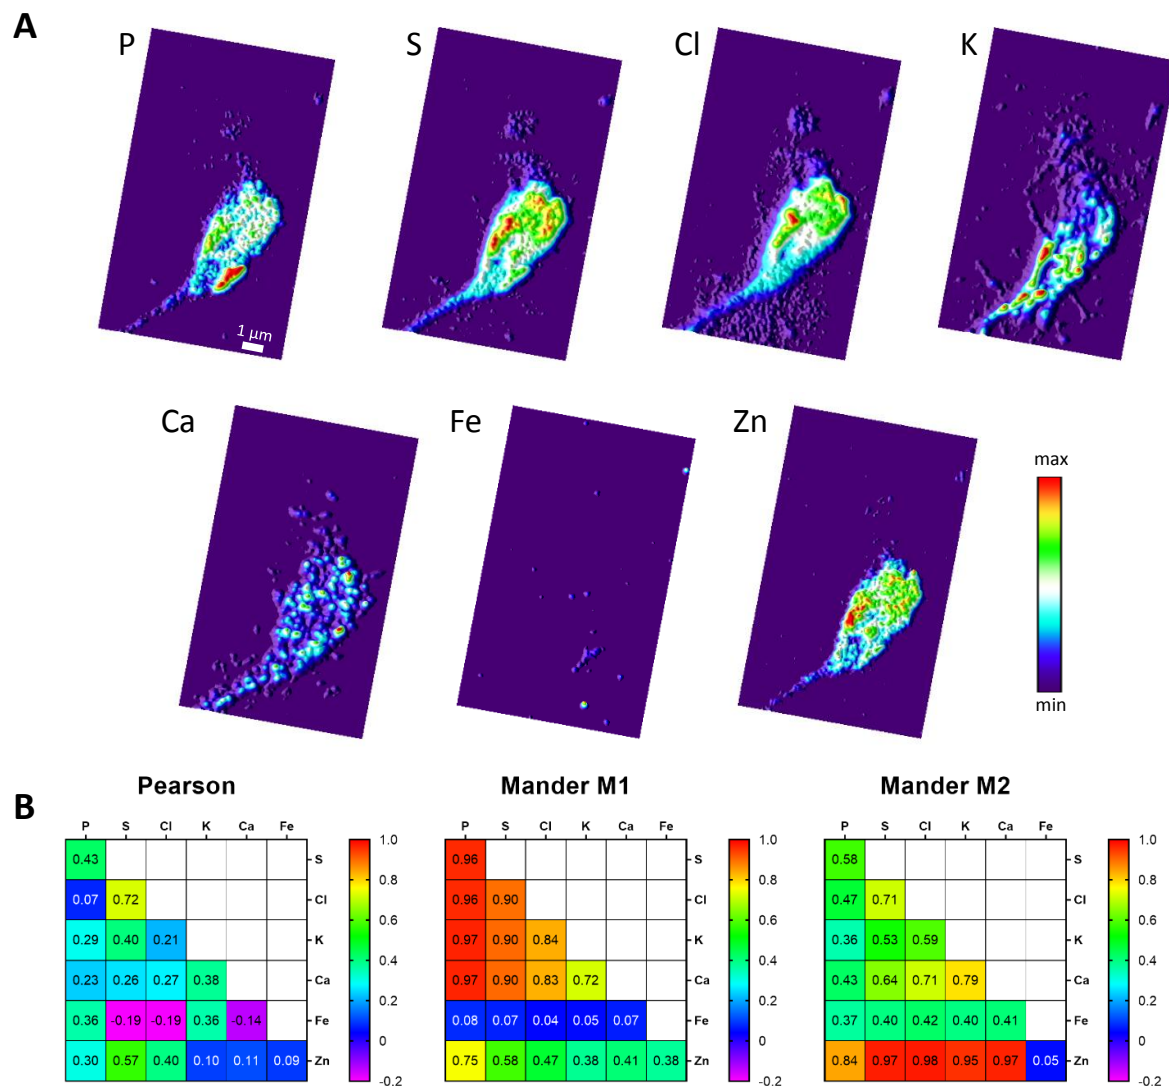 A
P
S
Cl
K
1 μm
Ca
Fe
Zn
max
min
B
Pearson
Mander M1
Mander M2
P S Cl K Ca Fe
0.43 S
0.07 0.72 Cl
0.29 0.40 0.21 K
0.23 0.26 0.27 0.38 Ca
0.36 -0.19 -0.19 0.36 -0.14 Fe
0.30 0.57 0.40 0.10 0.11 0.09 Zn
1.0
0.8
0.6
0.4
0.2
0
-0.2
P S Cl K Ca Fe
0.96 S
0.96 0.90 Cl
0.97 0.90 0.84 K
0.97 0.90 0.83 0.72 Ca
0.08 0.07 0.04 0.05 0.07 Fe
0.75 0.58 0.47 0.38 0.41 0.38 Zn
1.0
0.8
0.6
0.4
0.2
0
-0.2
P S Cl K Ca Fe
0.58 S
0.47 0.71 Cl
0.36 0.53 0.59 K
0.43 0.64 0.71 0.79 Ca
0.37 0.40 0.42 0.40 0.41 Fe
0.84 0.97 0.98 0.95 0.97 0.05 Zn
1.0
0.8
0.6
0.4
0.2
0
-0.2